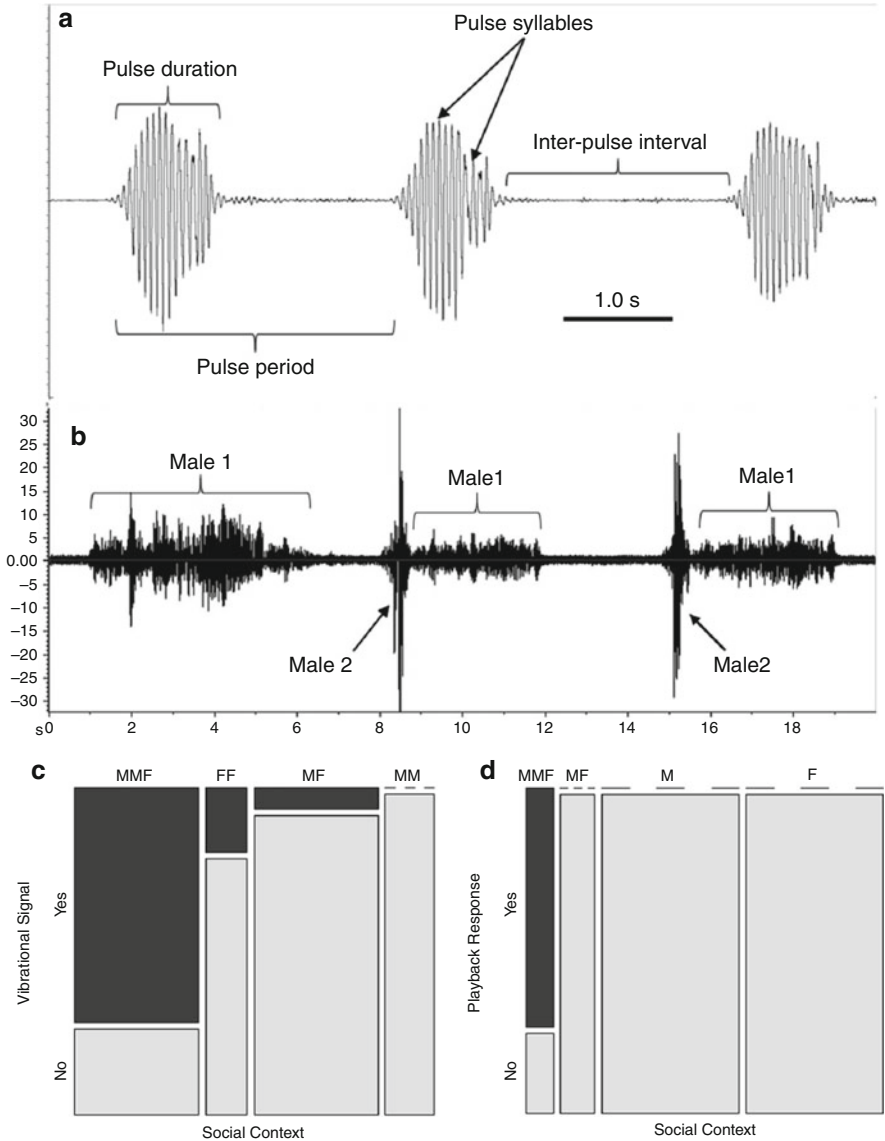 a
Pulse syllables
Pulse duration
Inter-pulse interval
1.0 s
Pulse period
b
30
25
20
15
10
5
0.00
−5
−10
−15
−20
−25
−30
Male 1
Male1
Male1
Male 2
Male2
s0 2 4 6 8 10 12 14 16 18
c
MMF FF MF MM
Vibrational Signal
Yes
No
Social Context
d
MMF MF M F
Playback Response
Yes
No
Social Context